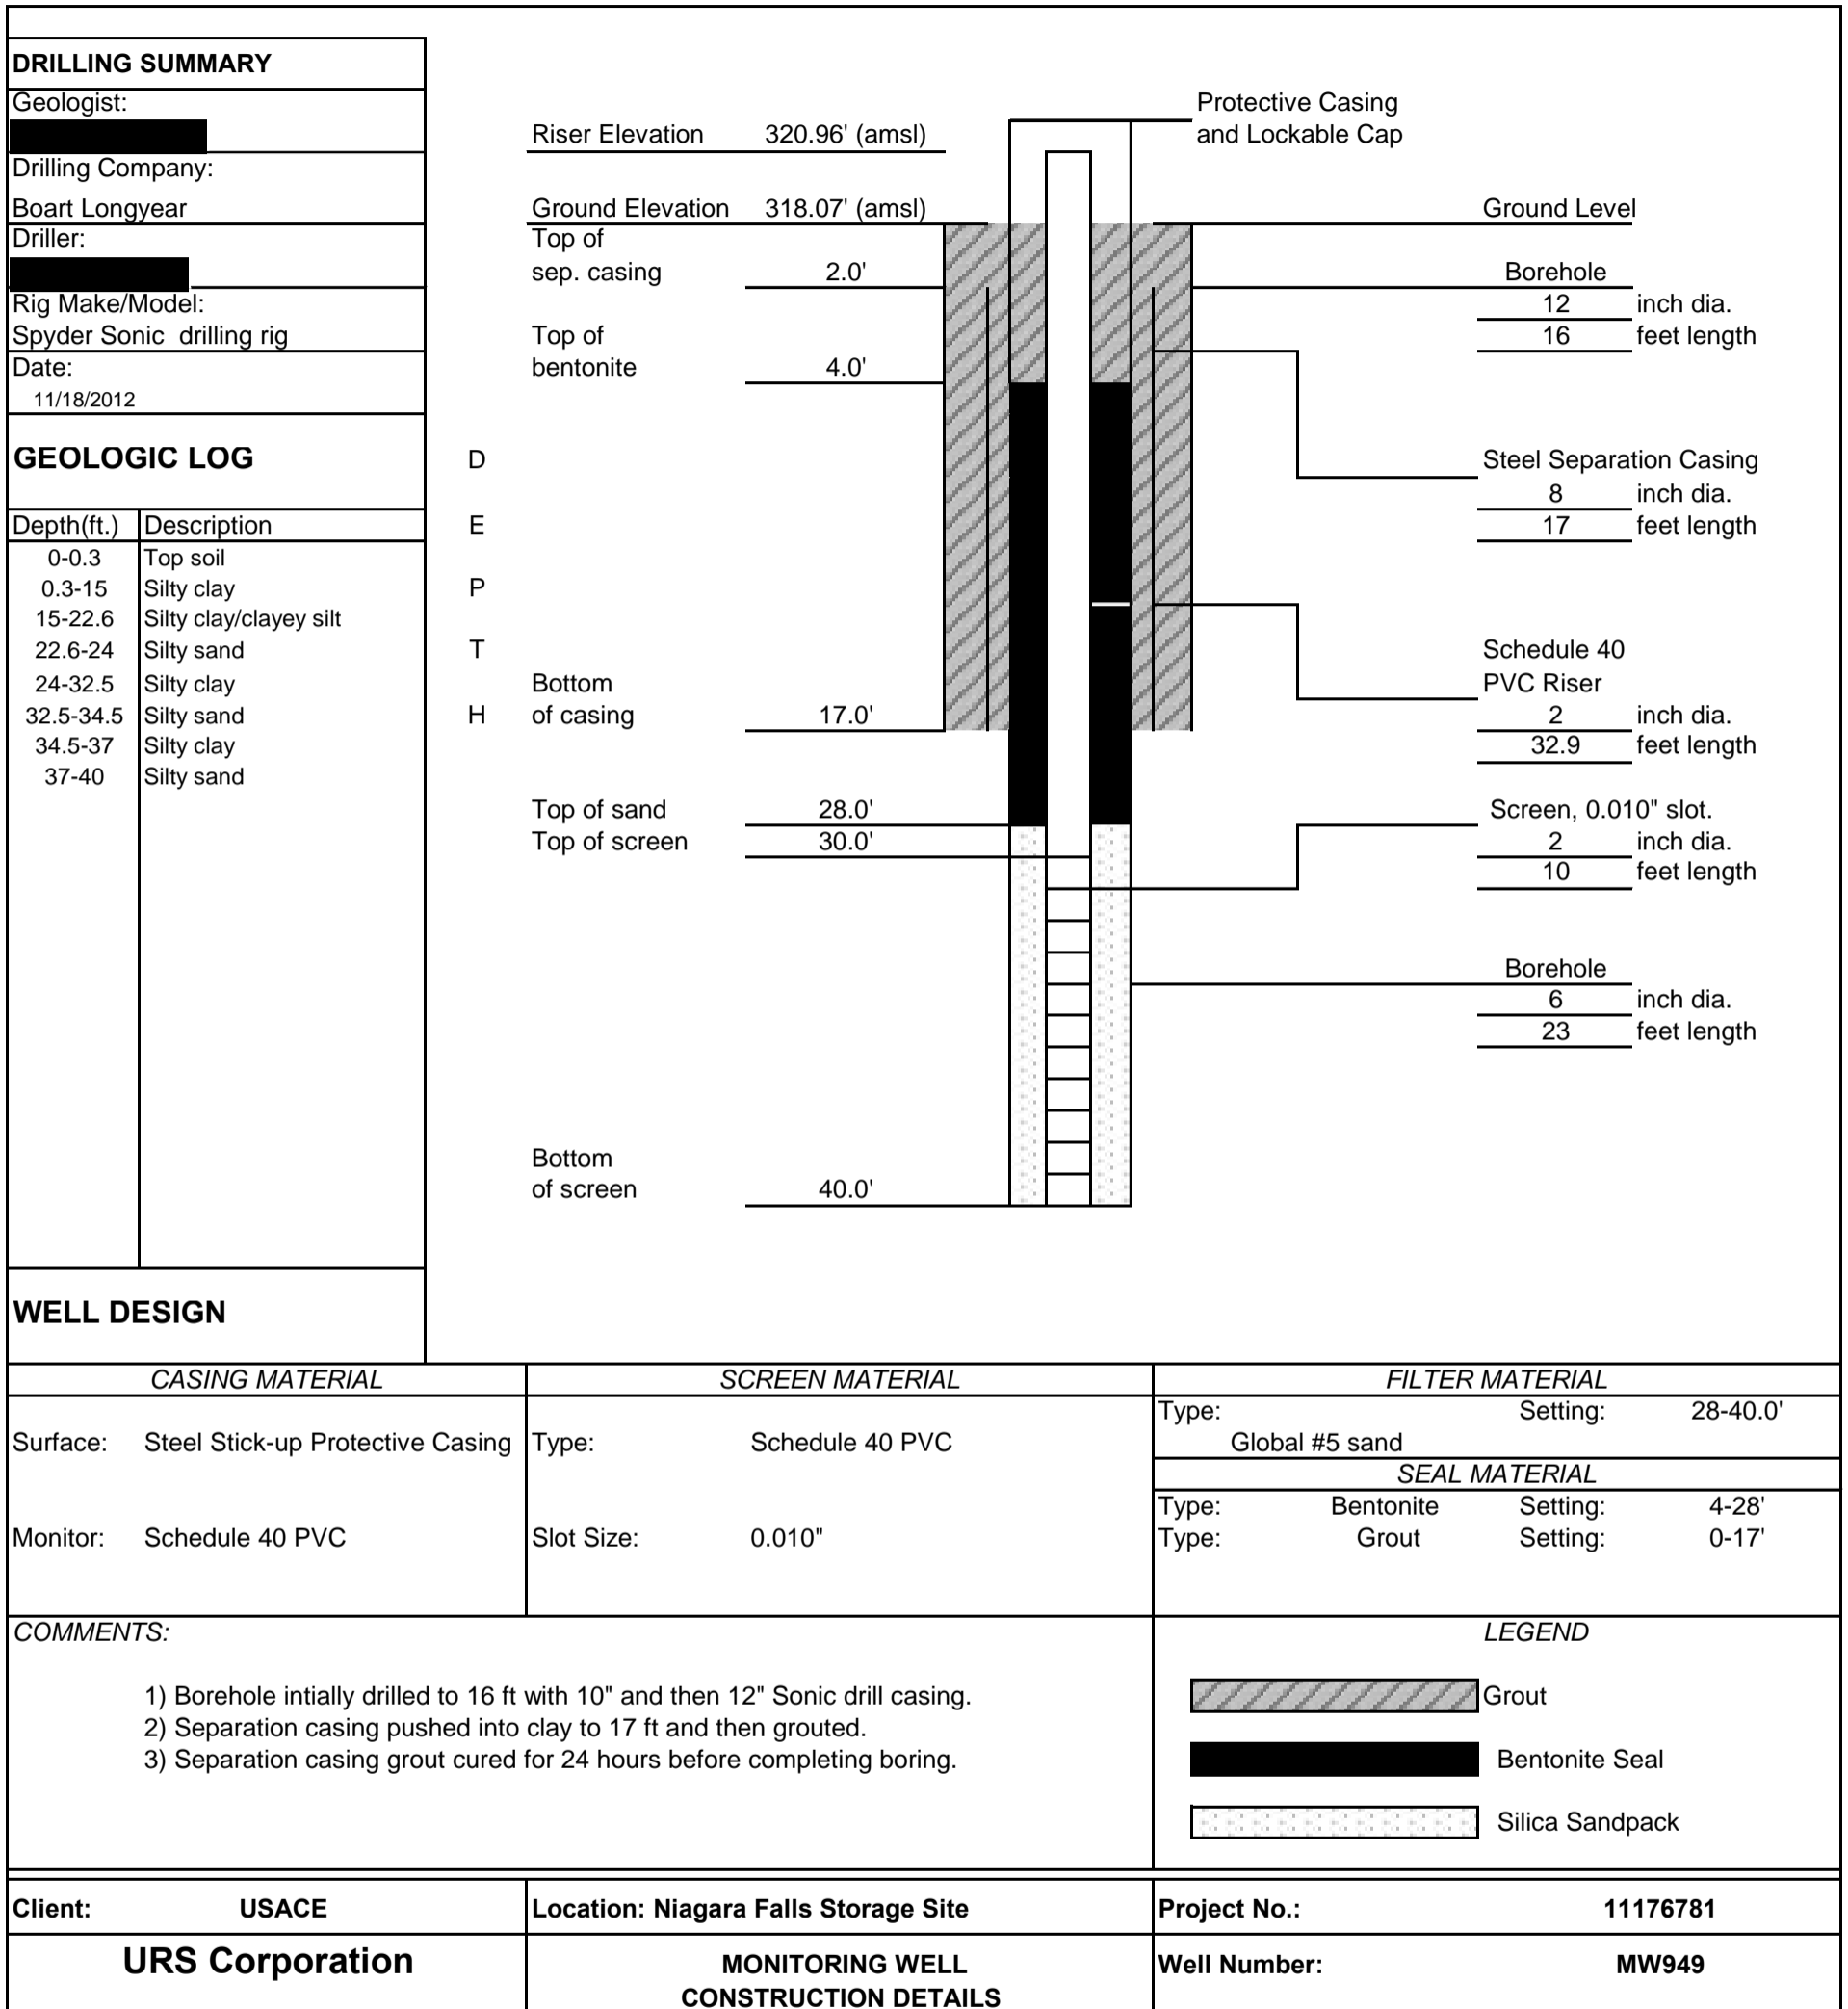 DRILLING SUMMARY
Geologist:
Drilling Company:
Boart Longyear
Driller:
Rig Make/Model:
Spyder Sonic drilling rig
Date:
11/18/2012
GEOLOGIC LOG
Depth(ft.) Description
0-0.3 Top soil
0.3-15 Silty clay
15-22.6 Silty clay/clayey silt
22.6-24 Silty sand
24-32.5 Silty clay
32.5-34.5 Silty sand
34.5-37 Silty clay
37-40 Silty sand
WELL DESIGN
D
E
P
T
H
Riser Elevation 320.96' (amsl)
Ground Elevation 318.07' (amsl)
Top of
sep. casing 2.0'
Top of
bentonite 4.0'
Bottom
of casing 17.0'
Top of sand 28.0'
Top of screen 30.0'
Bottom
of screen 40.0'
Protective Casing
and Lockable Cap
Ground Level
Borehole
12 inch dia.
16 feet length
Steel Separation Casing
8 inch dia.
17 feet length
Schedule 40
PVC Riser
2 inch dia.
32.9 feet length
Screen, 0.010" slot.
2 inch dia.
10 feet length
Borehole
6 inch dia.
23 feet length
CASING MATERIAL
Surface: Steel Stick-up Protective Casing
Monitor: Schedule 40 PVC
SCREEN MATERIAL
Type: Schedule 40 PVC
Slot Size: 0.010"
FILTER MATERIAL
Type: Setting: 28-40.0'
Global #5 sand
SEAL MATERIAL
Type: Bentonite Setting: 4-28'
Type: Grout Setting: 0-17'
COMMENTS:
1) Borehole intially drilled to 16 ft with 10" and then 12" Sonic drill casing.
2) Separation casing pushed into clay to 17 ft and then grouted.
3) Separation casing grout cured for 24 hours before completing boring.
LEGEND
Grout
Bentonite Seal
Silica Sandpack
Client: USACE
Location: Niagara Falls Storage Site
Project No.: 11176781
URS Corporation
MONITORING WELL
CONSTRUCTION DETAILS
Well Number: MW949